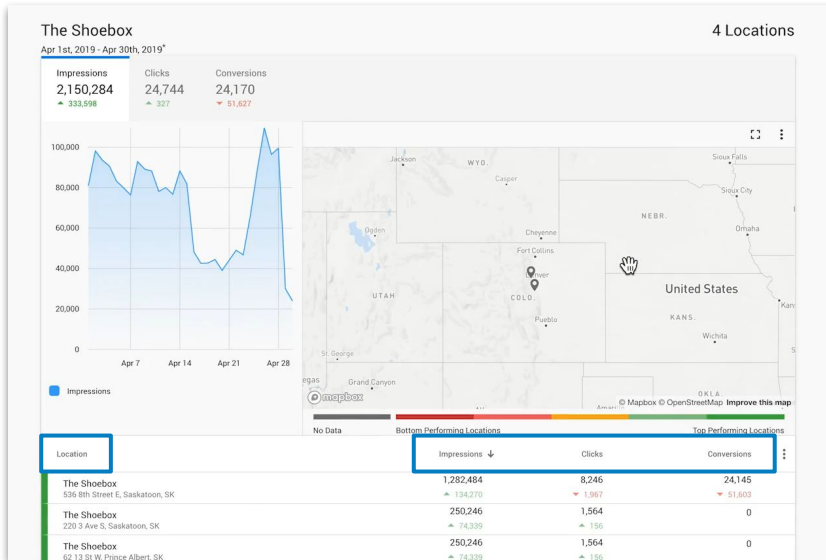 The Shoebox
4 Locations
Apr 1st, 2019 - Apr 30th, 2019*
Impressions Clicks Conversions
2,150,284 24,744 24,170
▲ 333,598 ▲ 327 ▼ 51,627
100,000
80,000
60,000
40,000
20,000
0
Apr 7 Apr 14 Apr 21 Apr 28
Impressions
Sioux Falls
Jackson
WYO.
Casper
Sioux City
NEBR.
Ogden
Cheyenne
Omaha
Fort Collins
Denver
United States
UTAH
COLO.
Kan
KANS.
Pueblo
Wichita
St. George
egas
Grand Canyon
OKLA.
mapbox
© Mapbox © OpenStreetMap Improve this map
No Data Bottom Performing Locations Top Performing Locations
Location Impressions ↓ Clicks Conversions
The Shoebox 1,282,484 8,246 24,145
536 8th Street E, Saskatoon, SK ▲ 134,270 ▼ 1,967 ▼ 51,603
The Shoebox 250,246 1,564 0
220 3 Ave S, Saskatoon, SK ▲ 74,339 ▲ 156
The Shoebox 250,246 1,564 0
62 13 St W, Prince Albert, SK ▲ 74,339 ▲ 156